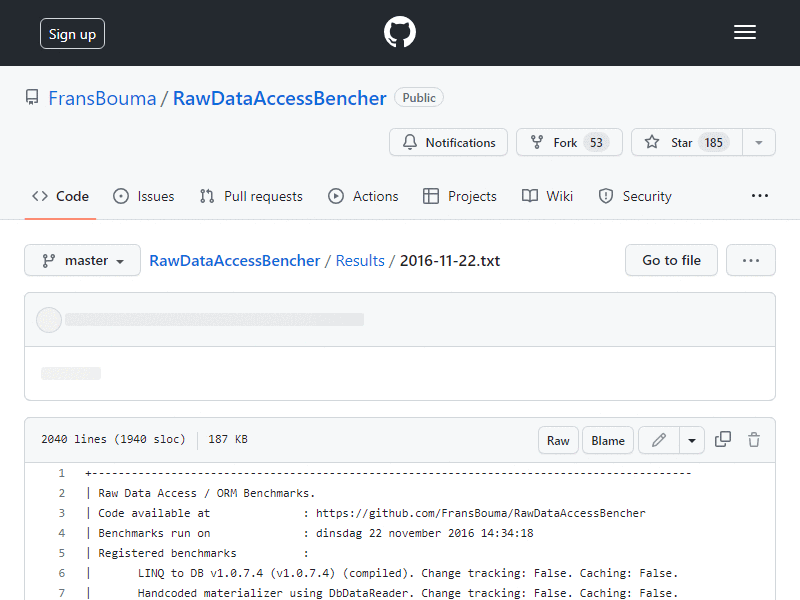 Sign up
FransBouma / RawDataAccessBencher Public
Notifications Fork 53 Star 185
Code Issues Pull requests Actions Projects Wiki Security
master RawDataAccessBencher / Results / 2016-11-22.txt Go to file
2040 lines (1940 sloc) 187 KB Raw Blame
1 +-------------------------------------------------------------------------------------------
2 | Raw Data Access / ORM Benchmarks.
3 | Code available at : https://github.com/FransBouma/RawDataAccessBencher
4 | Benchmarks run on : dinsdag 22 november 2016 14:34:18
5 | Registered benchmarks :
6 | LINQ to DB v1.0.7.4 (v1.0.7.4) (compiled). Change tracking: False. Caching: False.
7 | Handcoded materializer using DbDataReader. Change tracking: False. Caching: False.